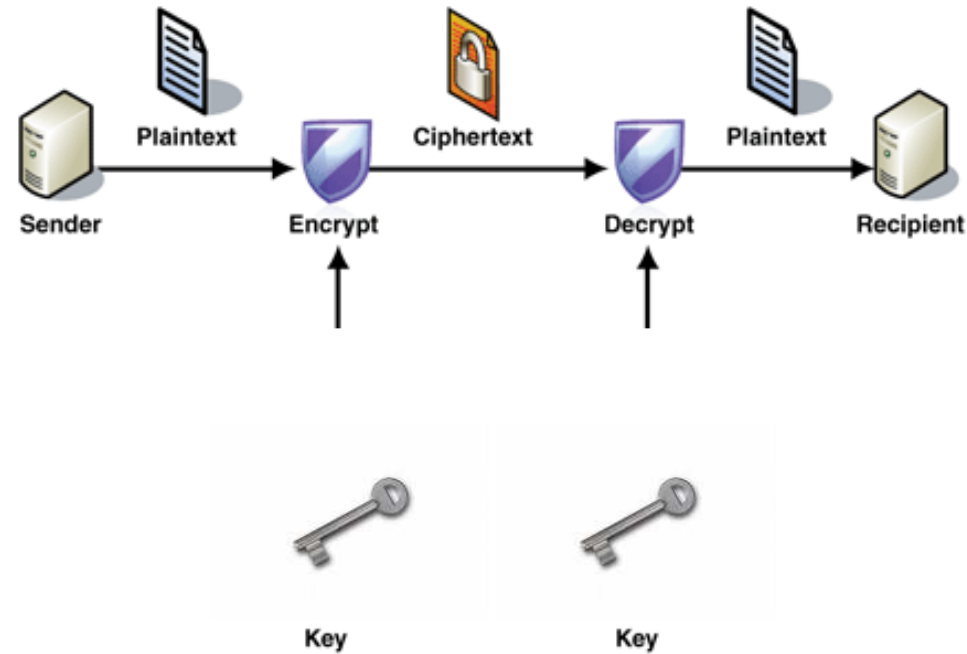 Plaintext
Ciphertext
Plaintext
Sender
Encrypt
Decrypt
Recipient
Key
Key